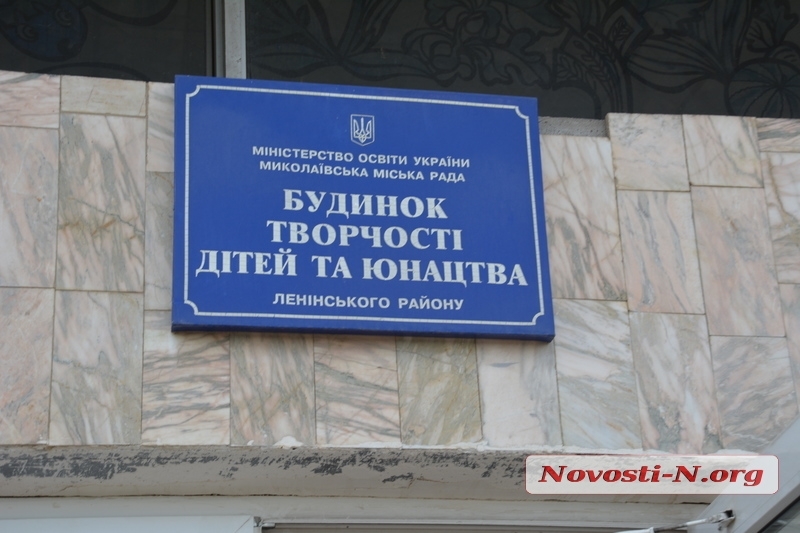 МІНІСТЕРСТВО ОСВІТИ УКРАЇНИ
МИКОЛАЇВСЬКА МІСЬКА РАДА
БУДИНОК
ТВОРЧОСТІ
ДІТЕЙ ТА ЮНАЦТВА
ЛЕНІНСЬКОГО РАЙОНУ
Novosti-N.org